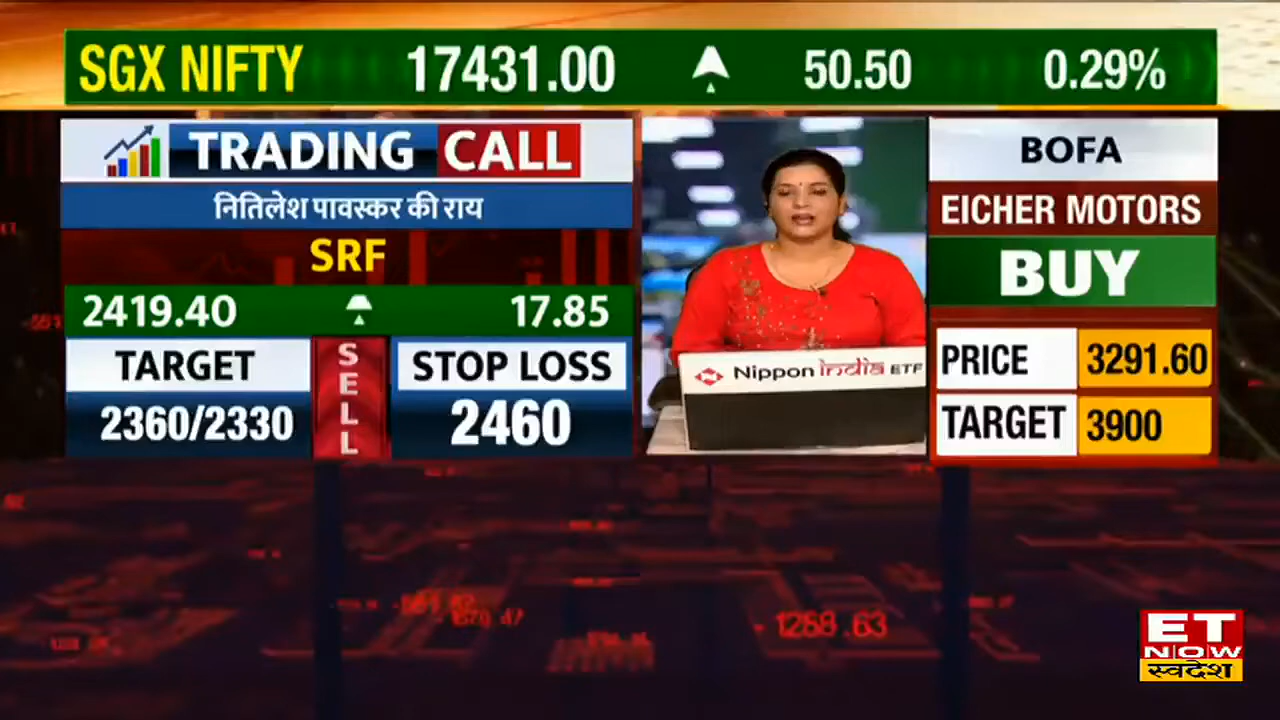 SGX NIFTY 17431.00 50.50 0.29%
TRADING CALL
नितिलेश पावस्कर की राय
SRF
2419.40 17.85
TARGET
2360/2330
SELL
STOP LOSS
2460
Nippon india ETF
BOFA
EICHER MOTORS
BUY
PRICE 3291.60
TARGET 3900
- 1268.63
ET
NOW
स्वदेश